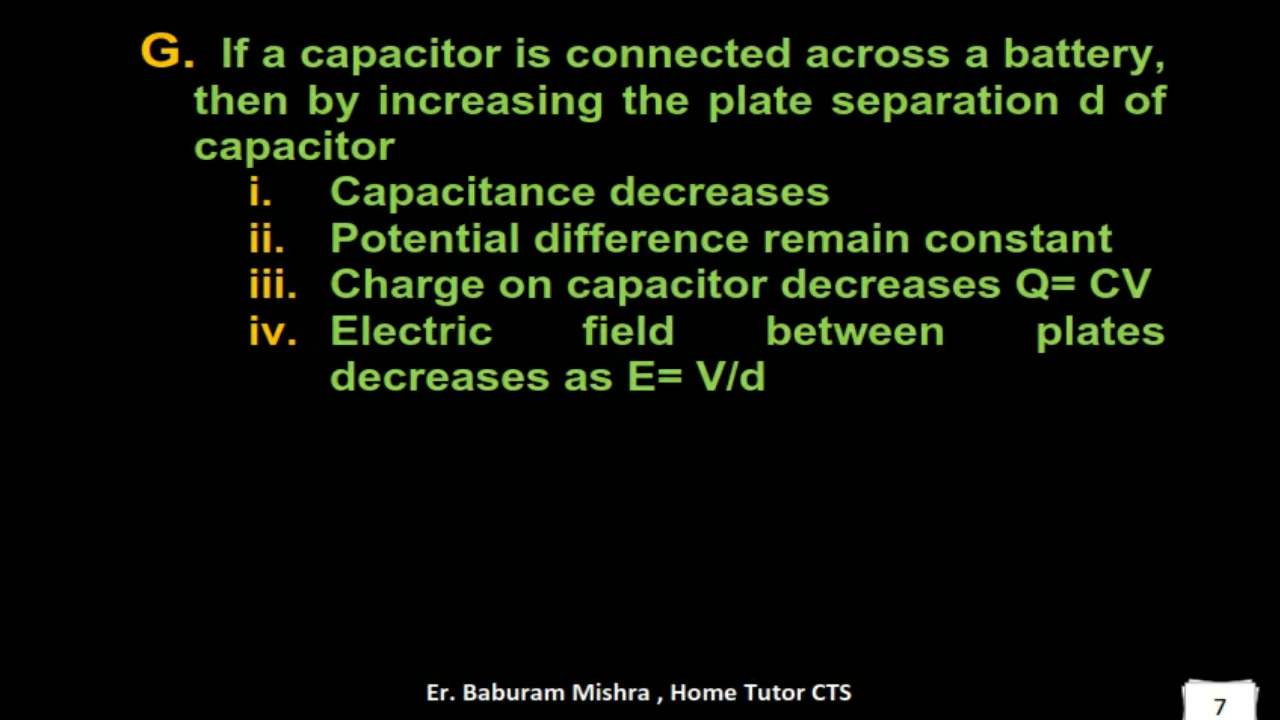 G. If a capacitor is connected across a battery,
then by increasing the plate separation d of
capacitor
i. Capacitance decreases
ii. Potential difference remain constant
iii. Charge on capacitor decreases Q= CV
iv. Electric field between plates
decreases as E= V/d
Er. Baburam Mishra , Home Tutor CTS
7